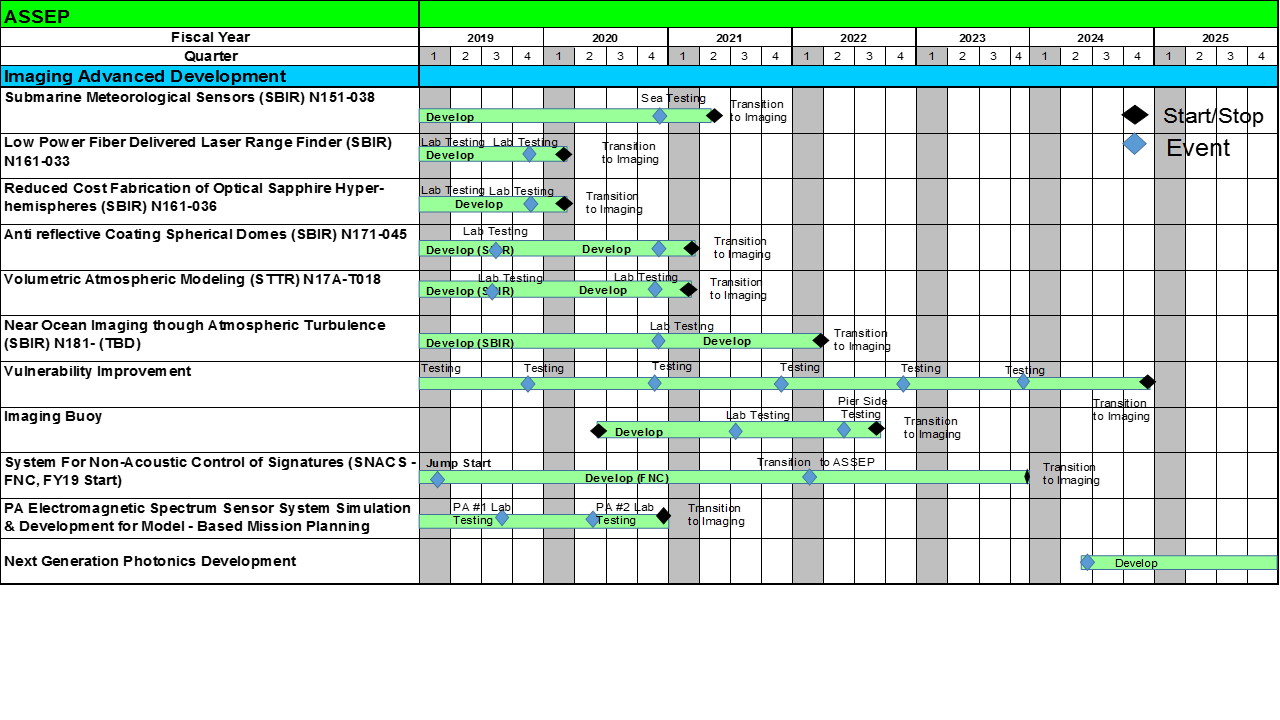 ASSEP
Fiscal Year 2019 2020 2021 2022 2023 2024 2025
Quarter 1 2 3 4 1 2 3 4 1 2 3 4 1 2 3 4 1 2 3 4 1 2 3 4 1 2 3 4
Imaging Advanced Development
Submarine Meteorological Sensors (SBIR) N151-038
Sea Testing
Develop
Transition
to Imaging
Start/Stop
Event
Low Power Fiber Delivered Laser Range Finder (SBIR)
N161-033
Lab Testing Lab Testing
Develop
Transition
to Imaging
Reduced Cost Fabrication of Optical Sapphire Hyper-
hemispheres (SBIR) N161-036
Lab Testing Lab Testing
Develop
Transition
to Imaging
Anti reflective Coating Spherical Domes (SBIR) N171-045
Lab Testing
Develop (SBIR) Develop
Transition
to Imaging
Volumetric Atmospheric Modeling (STTR) N17A-T018
Lab Testing Lab Testing
Develop (SBIR) Develop
Transition
to Imaging
Near Ocean Imaging though Atmospheric Turbulence
(SBIR) N181- (TBD)
Lab Testing
Develop (SBIR) Develop
Transition
to Imaging
Vulnerability Improvement
Testing Testing Testing Testing Testing Testing
Transition
to Imaging
Imaging Buoy
Develop
Lab Testing
Pier Side
Testing
Transition
to Imaging
System For Non-Acoustic Control of Signatures (SNACS -
FNC, FY19 Start)
Jump Start
Develop (FNC)
Transition to ASSEP
Transition
to Imaging
PA Electromagnetic Spectrum Sensor System Simulation
& Development for Model - Based Mission Planning
PA #1 Lab
Testing
PA #2 Lab
Testing
Transition
to Imaging
Next Generation Photonics Development
Develop